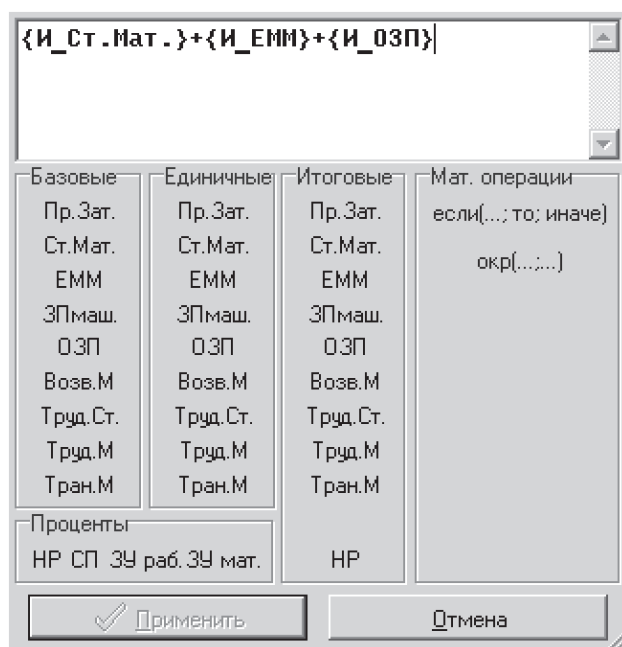 {И_Ст.Мат.}+{И_ЕММ}+{И_ОЗП}
Базовые Единичные Итоговые Мат. операции
Пр.Зат. Пр.Зат. Пр.Зат. если(...; то; иначе)
Ст.Мат. Ст.Мат. Ст.Мат. окр(...;...)
ЕММ ЕММ ЕММ
ЗПмаш. ЗПмаш. ЗПмаш.
ОЗП ОЗП ОЗП
Возв.М Возв.М Возв.М
Труд.Ст. Труд.Ст. Труд.Ст.
Труд.М Труд.М Труд.М
Тран.М Тран.М Тран.М
Проценты
НР СП ЗУ раб. ЗУ мат. НР
Применить Отмена